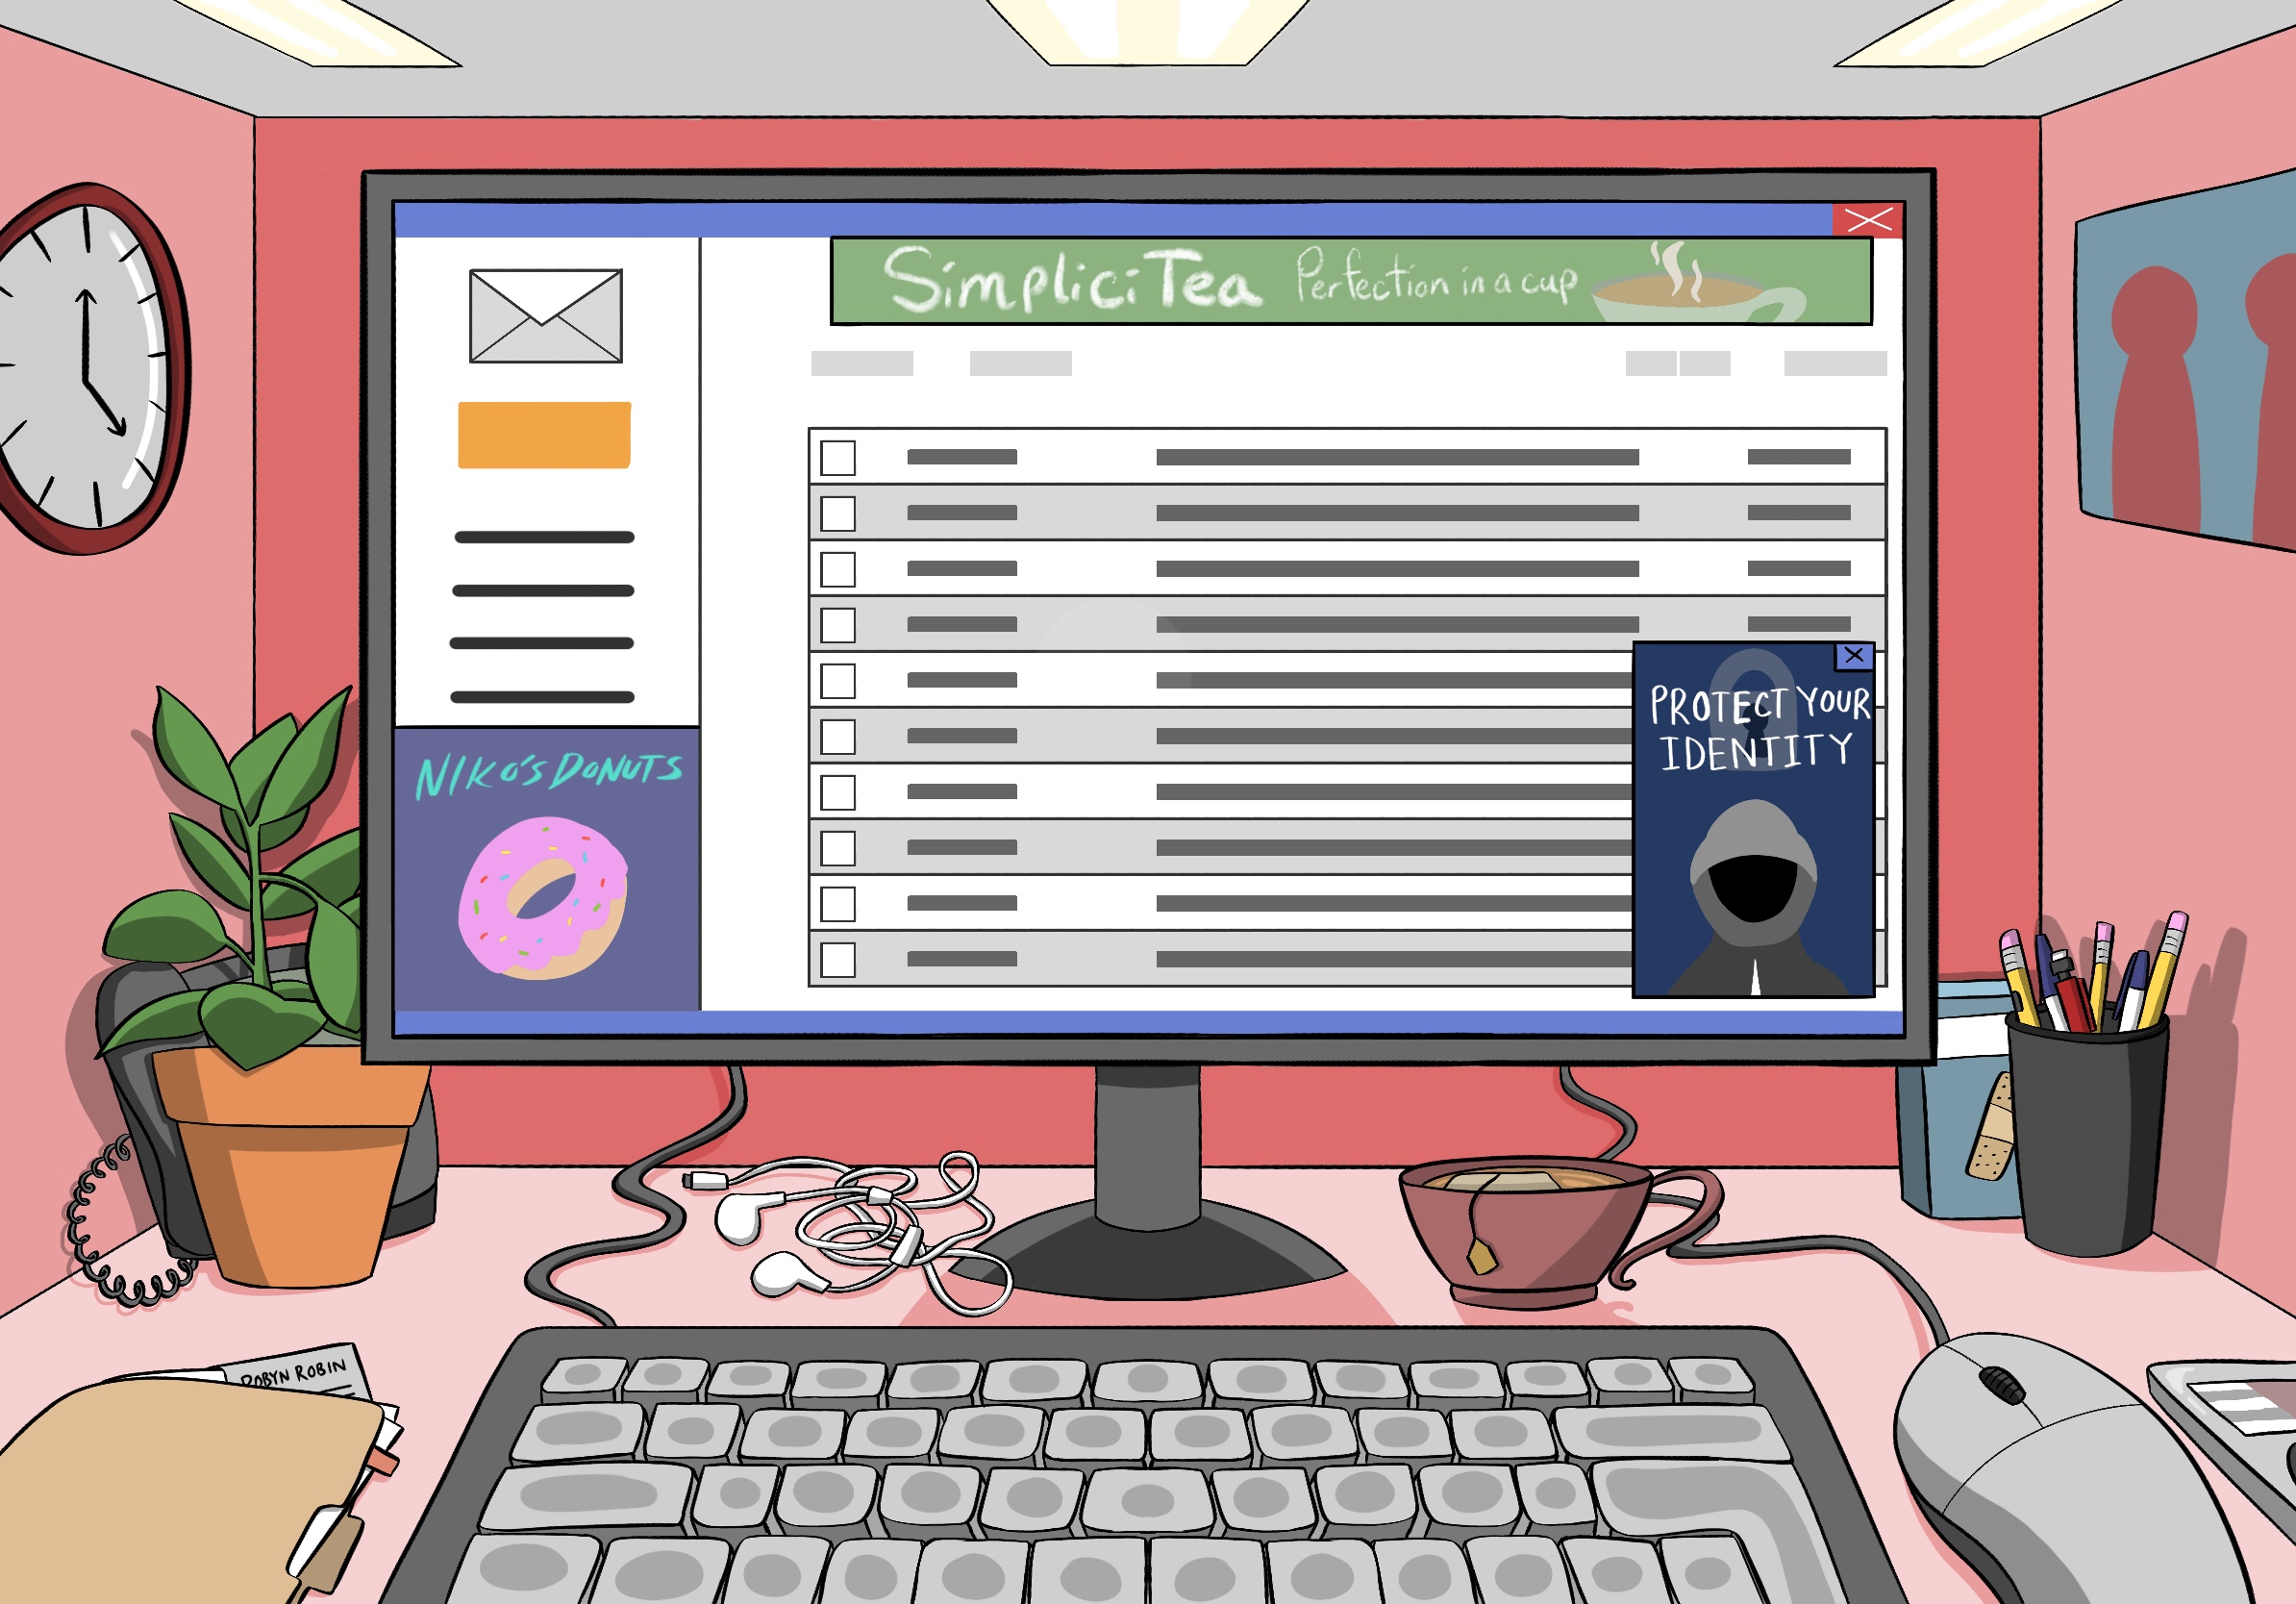 SimpliciTea Perfection in a cup
PROTECT YOUR
IDENTITY
NIKO'S DONUTS
ROBYN ROBIN